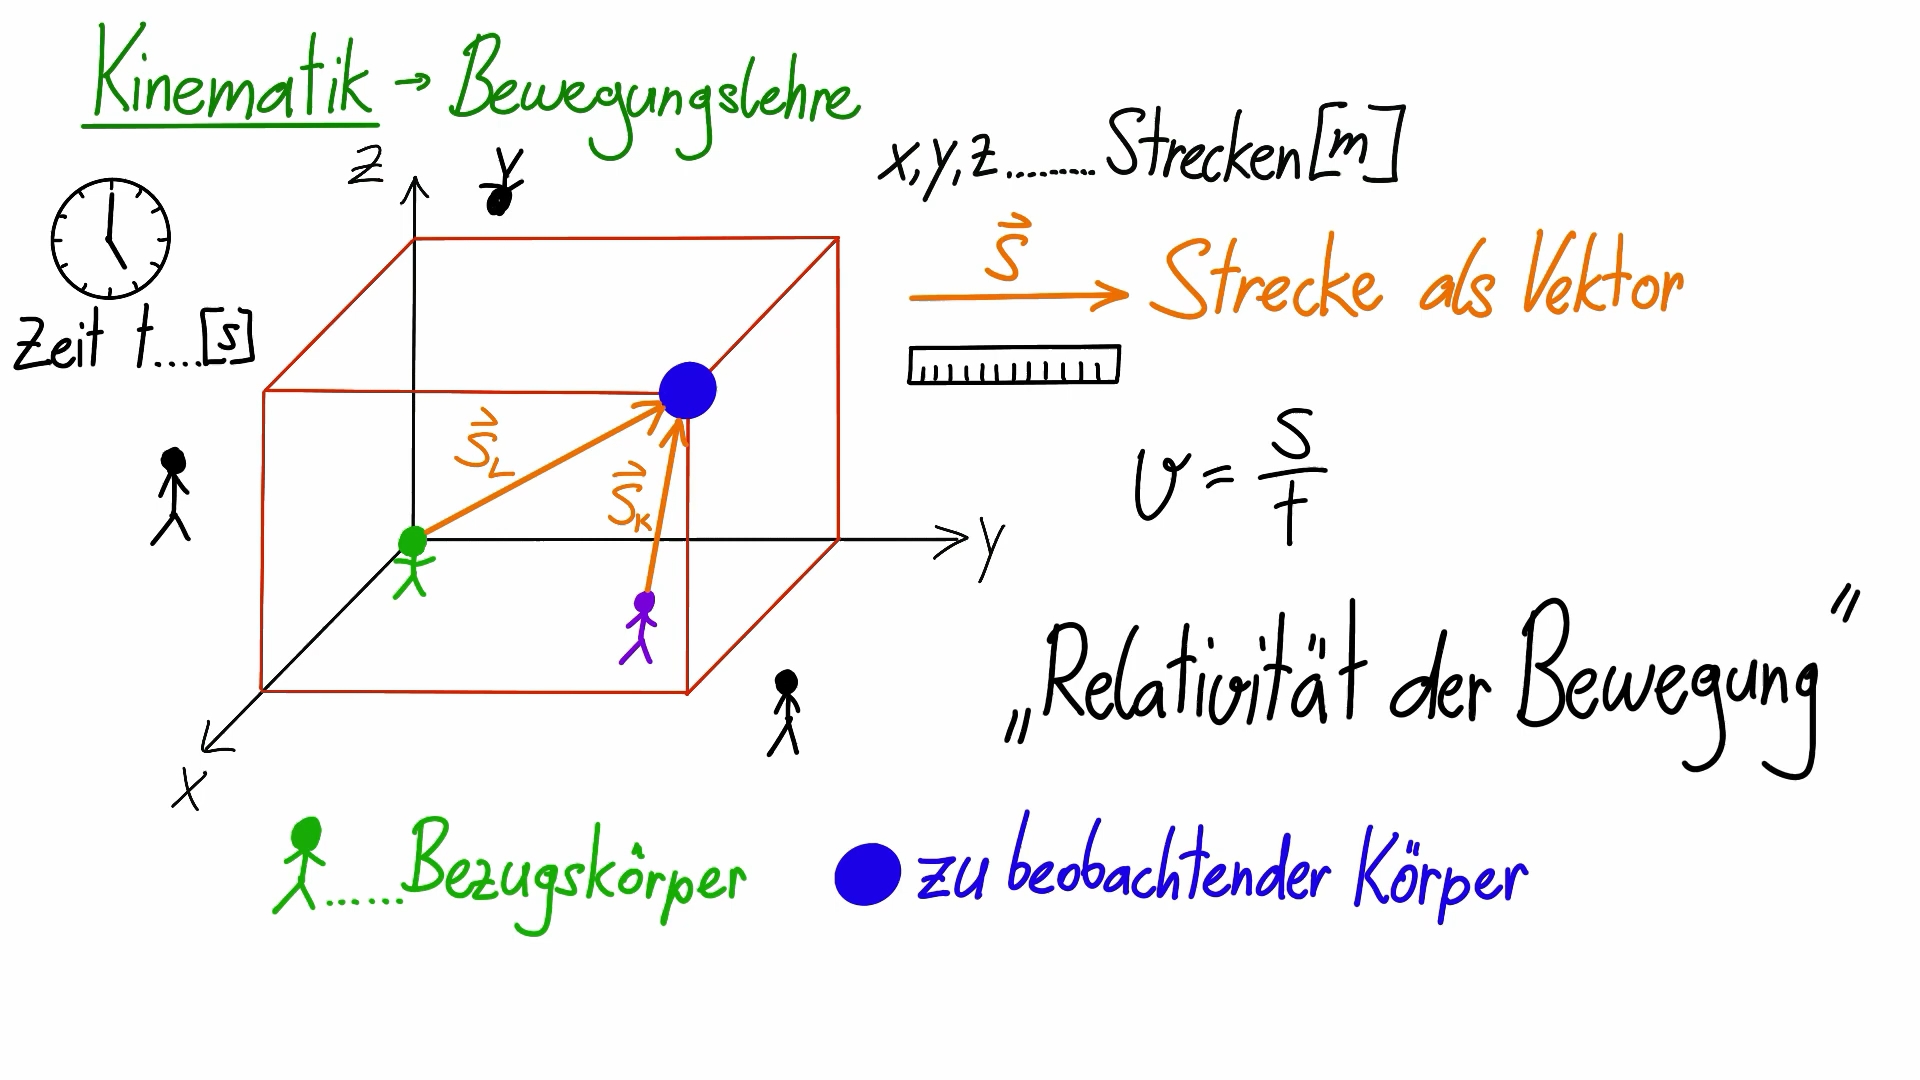 Kinematik → Bewegungslehre
x,y,z.........Strecken [m]
z
s⃗
Strecke als Vektor
Zeit t....[s]
s⃗L
s⃗K
v = s/t
y
„Relativität der Bewegung"
x
.......Bezugskörper
zu beobachtender Körper